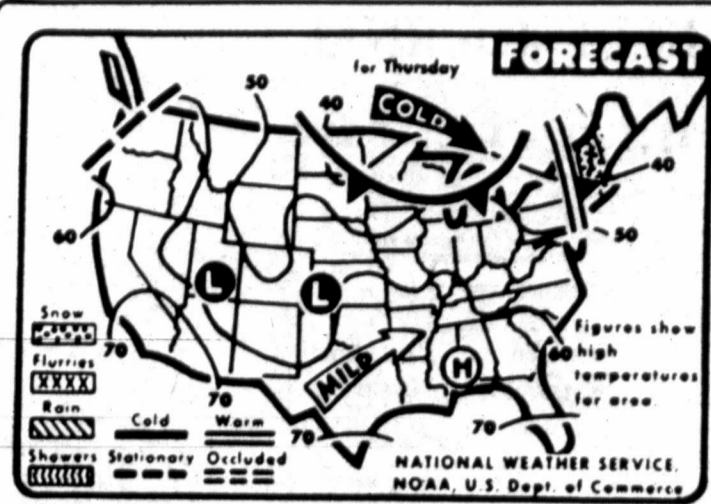 FORECAST
for Thursday
COLD
50
40
40
60
50
L
L
H
MILD
Snow
Flurries
Rain
Showers
Cold
Warm
Stationary
Occluded
70
70
70
70
60
Figures show
high
temperatures
for area.
NATIONAL WEATHER SERVICE,
NOAA, U.S. Dept. of Commerce